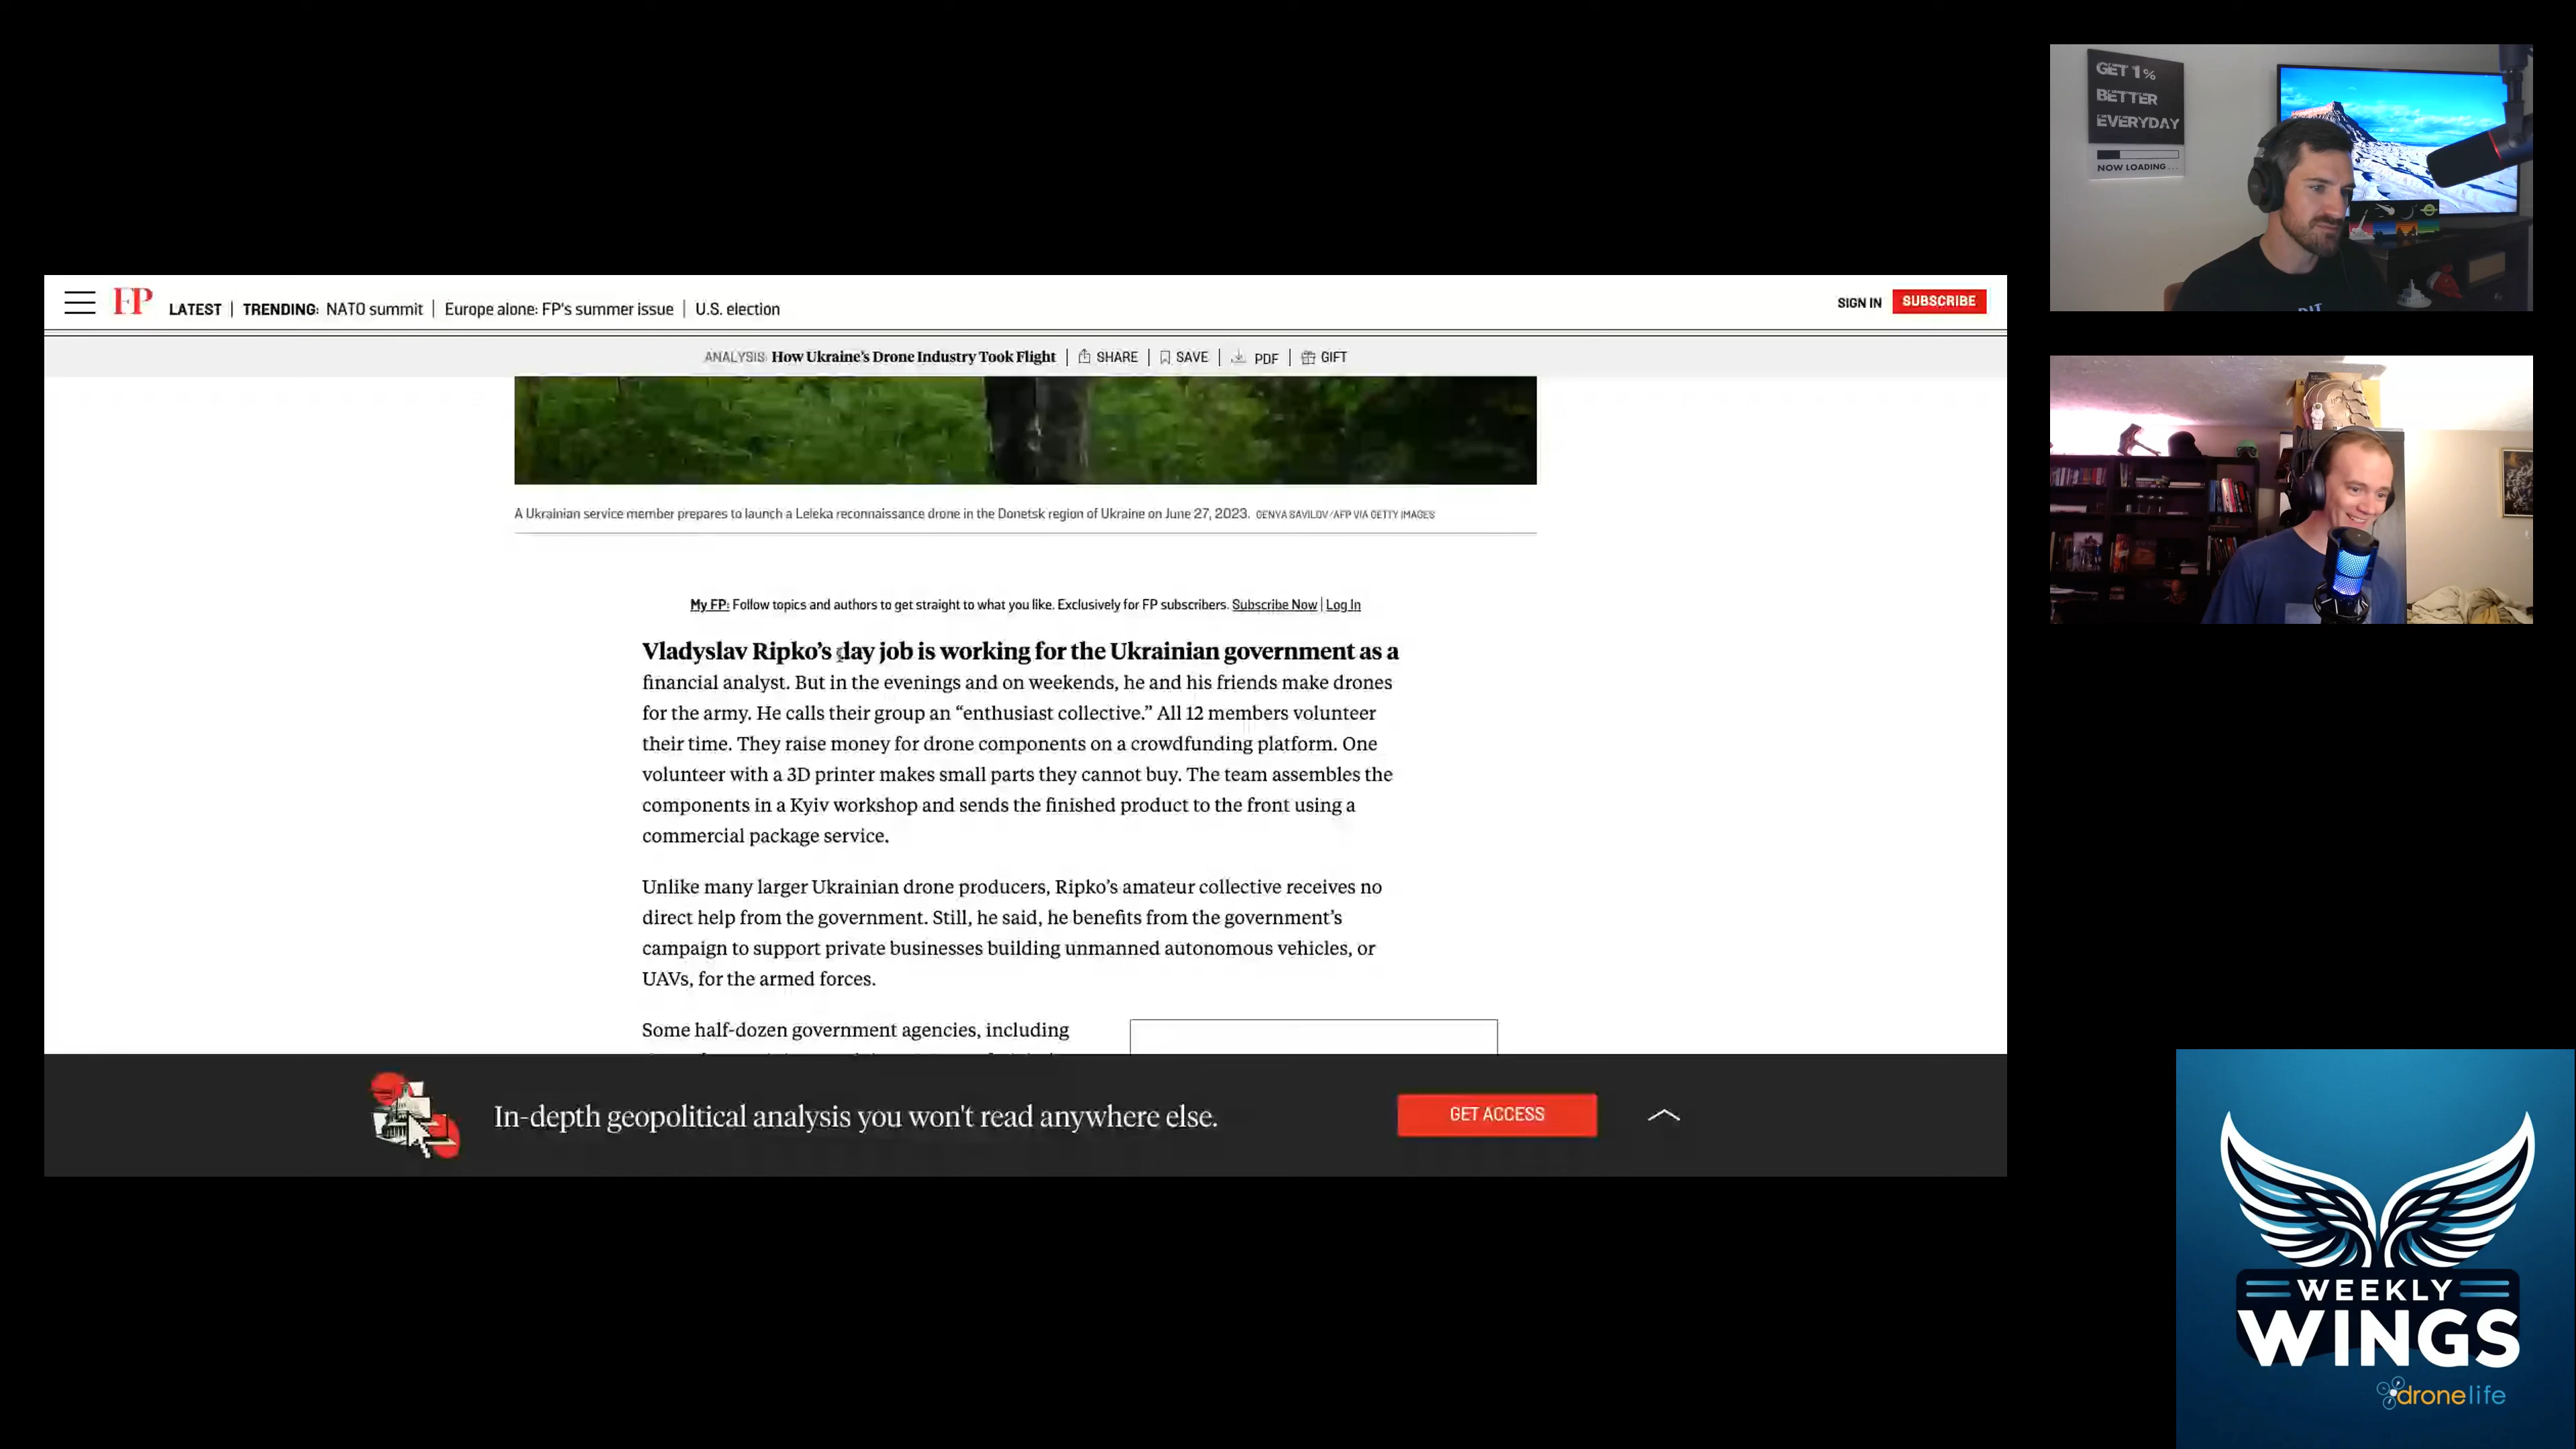 FP
LATEST | TRENDING: NATO summit | Europe alone: FP's summer issue | U.S. election
SIGN IN SUBSCRIBE
ANALYSIS: How Ukraine's Drone Industry Took Flight | SHARE | SAVE | PDF | GIFT
A Ukrainian service member prepares to launch a Leleka reconnaissance drone in the Donetsk region of Ukraine on June 27, 2023. GENYA SAVILOV/AFP VIA GETTY IMAGES
My FP: Follow topics and authors to get straight to what you like. Exclusively for FP subscribers. Subscribe Now | Log In
Vladyslav Ripko's day job is working for the Ukrainian government as a
financial analyst. But in the evenings and on weekends, he and his friends make drones
for the army. He calls their group an “enthusiast collective.” All 12 members volunteer
their time. They raise money for drone components on a crowdfunding platform. One
volunteer with a 3D printer makes small parts they cannot buy. The team assembles the
components in a Kyiv workshop and sends the finished product to the front using a
commercial package service.
Unlike many larger Ukrainian drone producers, Ripko's amateur collective receives no
direct help from the government. Still, he said, he benefits from the government's
campaign to support private businesses building unmanned autonomous vehicles, or
UAVs, for the armed forces.
Some half-dozen government agencies, including
In-depth geopolitical analysis you won't read anywhere else.
GET ACCESS
GET 1%
BETTER
EVERYDAY
NOW LOADING...
WEEKLY
WINGS
dronelife